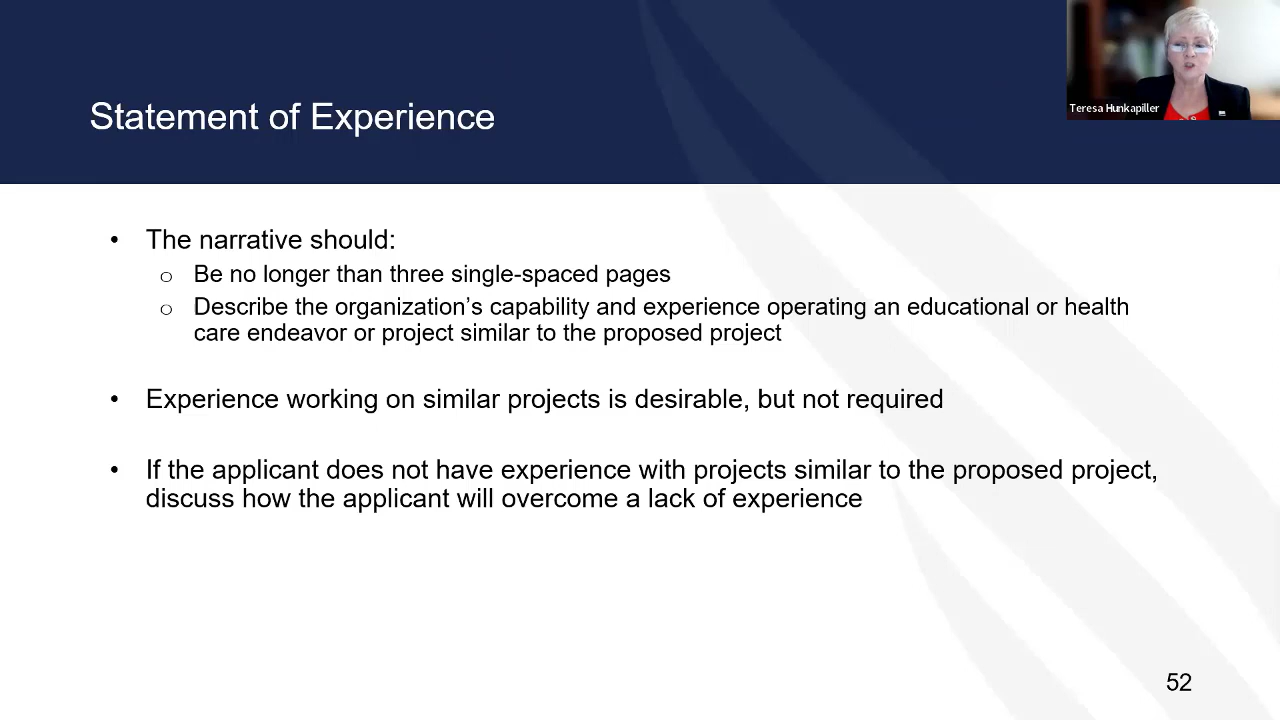 Teresa Hunkapiller
Statement of Experience
• The narrative should:
o Be no longer than three single-spaced pages
o Describe the organization's capability and experience operating an educational or health
care endeavor or project similar to the proposed project
• Experience working on similar projects is desirable, but not required
• If the applicant does not have experience with projects similar to the proposed project,
discuss how the applicant will overcome a lack of experience
52